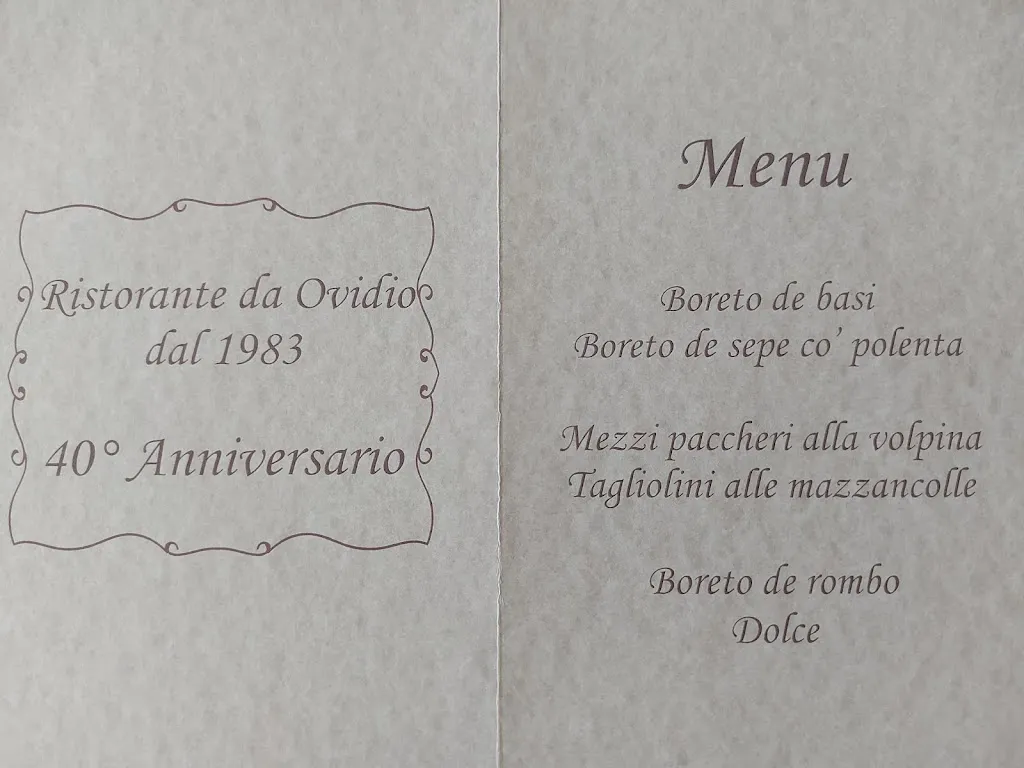 Ristorante da Ovidio
dal 1983
40° Anniversario
Menu
Boreto de basi
Boreto de sepe co' polenta
Mezzi paccheri alla volpina
Tagliolini alle mazzancolle
Boreto de rombo
Dolce